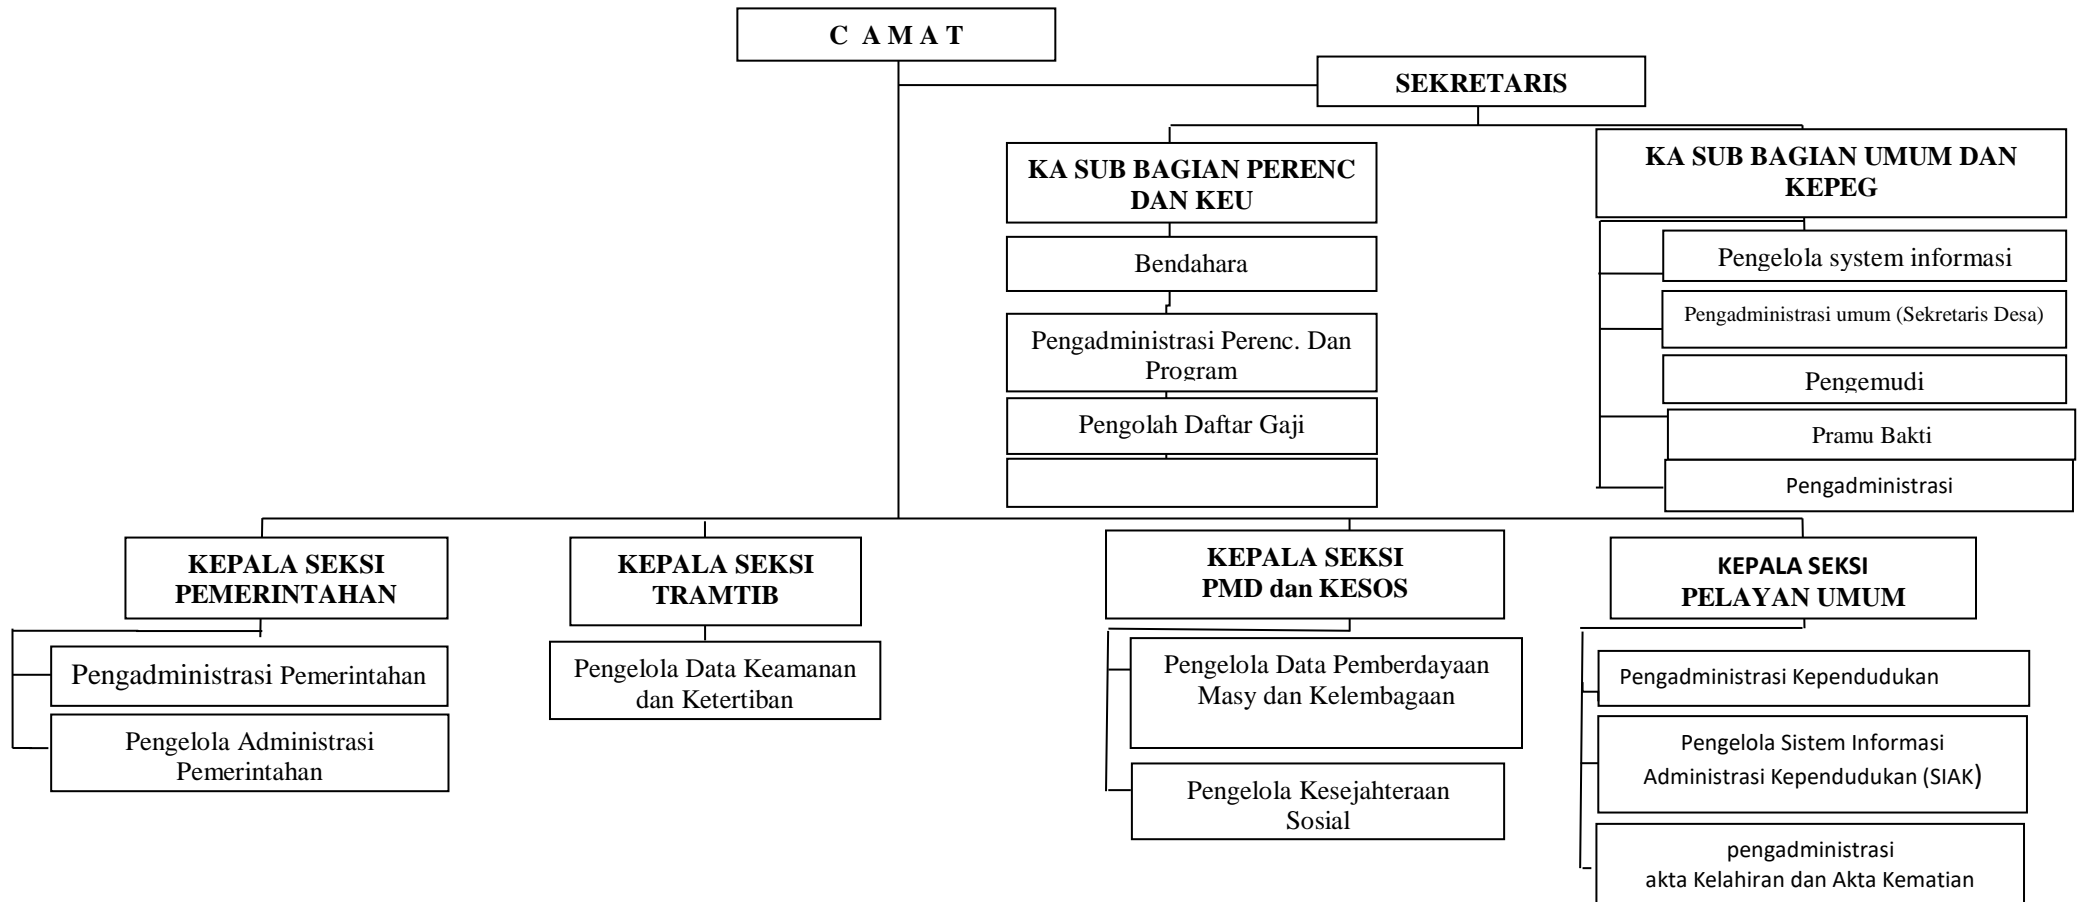 C A M A T
SEKRETARIS
KA SUB BAGIAN PERENC
DAN KEU
KA SUB BAGIAN UMUM DAN
KEPEG
Bendahara
Pengadministrasi Perenc. Dan
Program
Pengolah Daftar Gaji
Pengelola system informasi
Pengadministrasi umum (Sekretaris Desa)
Pengemudi
Pramu Bakti
Pengadministrasi
KEPALA SEKSI
PEMERINTAHAN
KEPALA SEKSI
TRAMTIB
KEPALA SEKSI
PMD dan KESOS
KEPALA SEKSI
PELAYAN UMUM
Pengadministrasi Pemerintahan
Pengelola Administrasi
Pemerintahan
Pengelola Data Keamanan
dan Ketertiban
Pengelola Data Pemberdayaan
Masy dan Kelembagaan
Pengelola Kesejahteraan
Sosial
Pengadministrasi Kependudukan
Pengelola Sistem Informasi
Administrasi Kependudukan (SIAK)
pengadministrasi
akta Kelahiran dan Akta Kematian